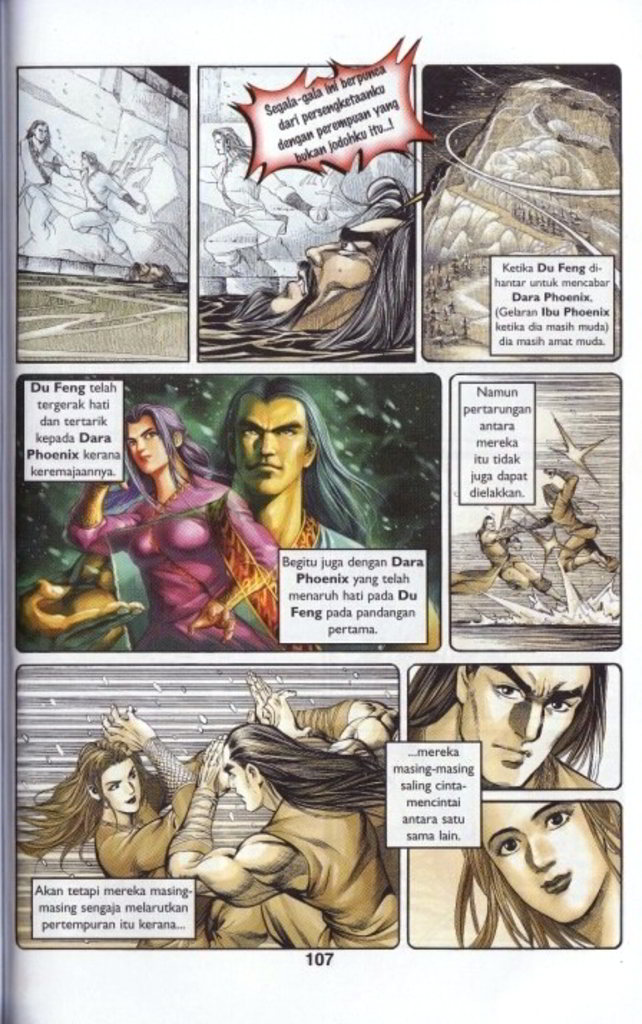 Segala-gala ini berpunca
dari persengketaanku
dengan perempuan yang
bukan jodohku itu...!
Ketika Du Feng di-
hantar untuk mencabar
Dara Phoenix,
(Gelaran Ibu Phoenix
ketika dia masih muda)
dia masih amat muda.
Du Feng telah
tergerak hati
dan tertarik
kepada Dara
Phoenix kerana
keremajaannya.
Begitu juga dengan Dara
Phoenix yang telah
menaruh hati pada Du
Feng pada pandangan
pertama.
Namun
pertarungan
antara
mereka
itu tidak
juga dapat
dielakkan.
Akan tetapi mereka masing-
masing sengaja melarutkan
pertempuran itu kerana...
...mereka
masing-masing
saling cinta-
mencintai
antara satu
sama lain.
107